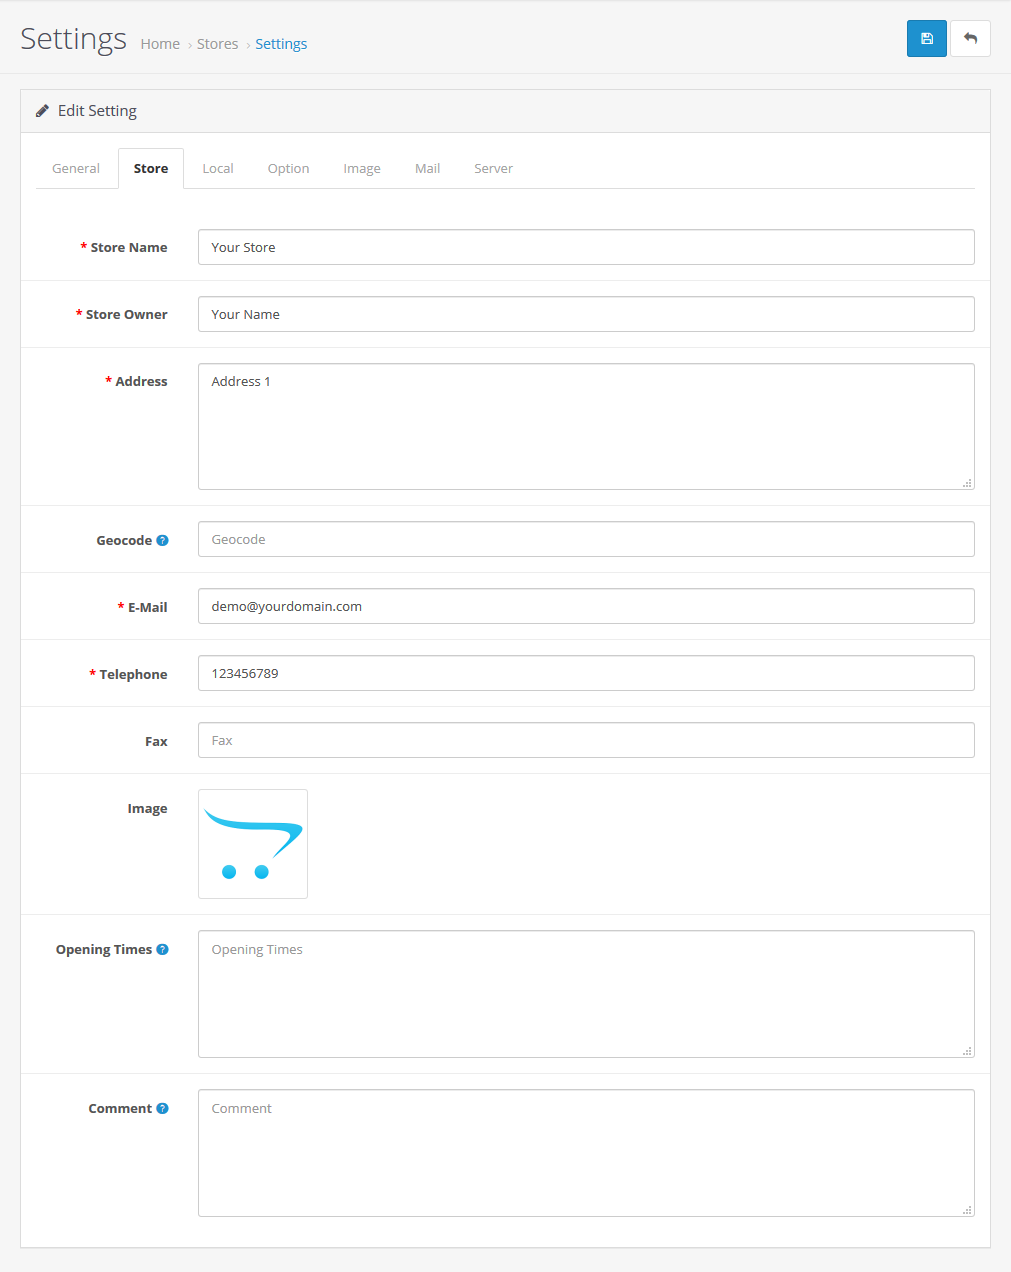 Settings Home › Stores › Settings
Edit Setting
General Store Local Option Image Mail Server
* Store Name Your Store
* Store Owner Your Name
* Address Address 1
Geocode ? Geocode
* E-Mail demo@yourdomain.com
* Telephone 123456789
Fax Fax
Image
Opening Times ? Opening Times
Comment ? Comment